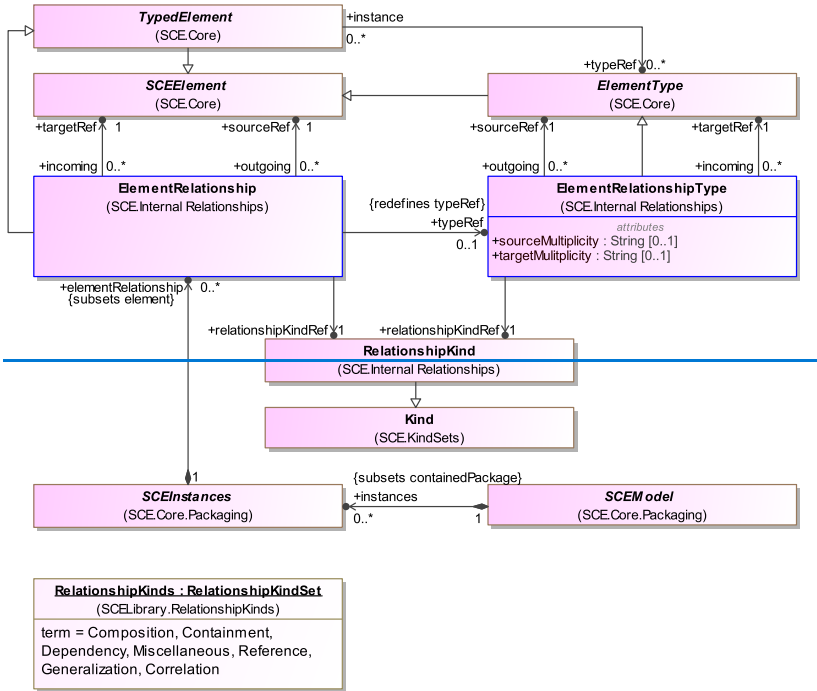 TypedElement
(SCE.Core)
+instance
0..*
+typeRef
0..*
SCEElement
(SCE.Core)
ElementType
(SCE.Core)
+targetRef
1
+sourceRef
1
+sourceRef
1
+targetRef
1
+incoming
0..*
+outgoing
0..*
+outgoing
0..*
+incoming
0..*
ElementRelationship
(SCE.Internal Relationships)
{redefines typeRef}
+typeRef
0..1
ElementRelationshipType
(SCE.Internal Relationships)
attributes
+sourceMultiplicity : String [0..1]
+targetMulitplicity : String [0..1]
+elementRelationship
0..*
{subsets element}
+relationshipKindRef
1
+relationshipKindRef
1
RelationshipKind
(SCE.Internal Relationships)
Kind
(SCE.KindSets)
1
SCEInstances
(SCE.Core.Packaging)
{subsets containedPackage}
+instances
0..*
1
SCEModel
(SCE.Core.Packaging)
RelationshipKinds : RelationshipKindSet
(SCELibrary.RelationshipKinds)
term = Composition, Containment,
Dependency, Miscellaneous, Reference,
Generalization, Correlation